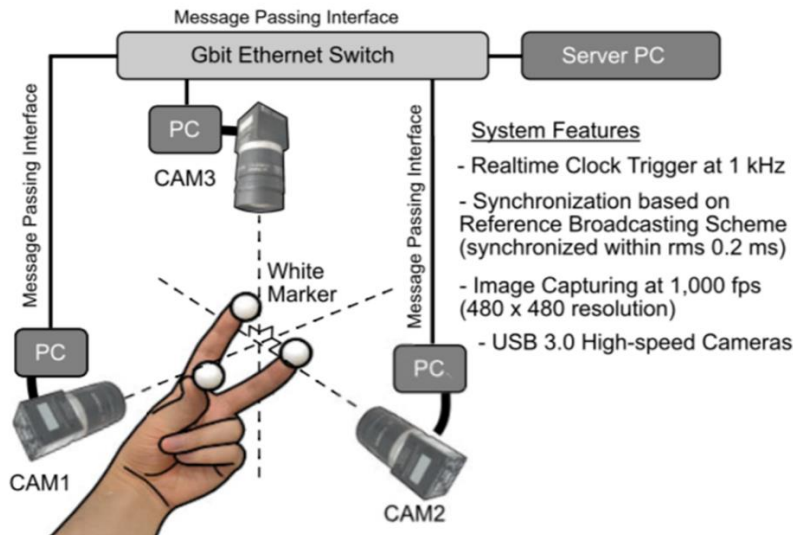 Message Passing Interface
Gbit Ethernet Switch
Server PC
Message Passing Interface
PC
CAM3
Message Passing Interface
System Features
- Realtime Clock Trigger at 1 kHz
- Synchronization based on
Reference Broadcasting Scheme
(synchronized within rms 0.2 ms)
- Image Capturing at 1,000 fps
(480 x 480 resolution)
- USB 3.0 High-speed Cameras
White
Marker
PC
CAM1
PC
CAM2